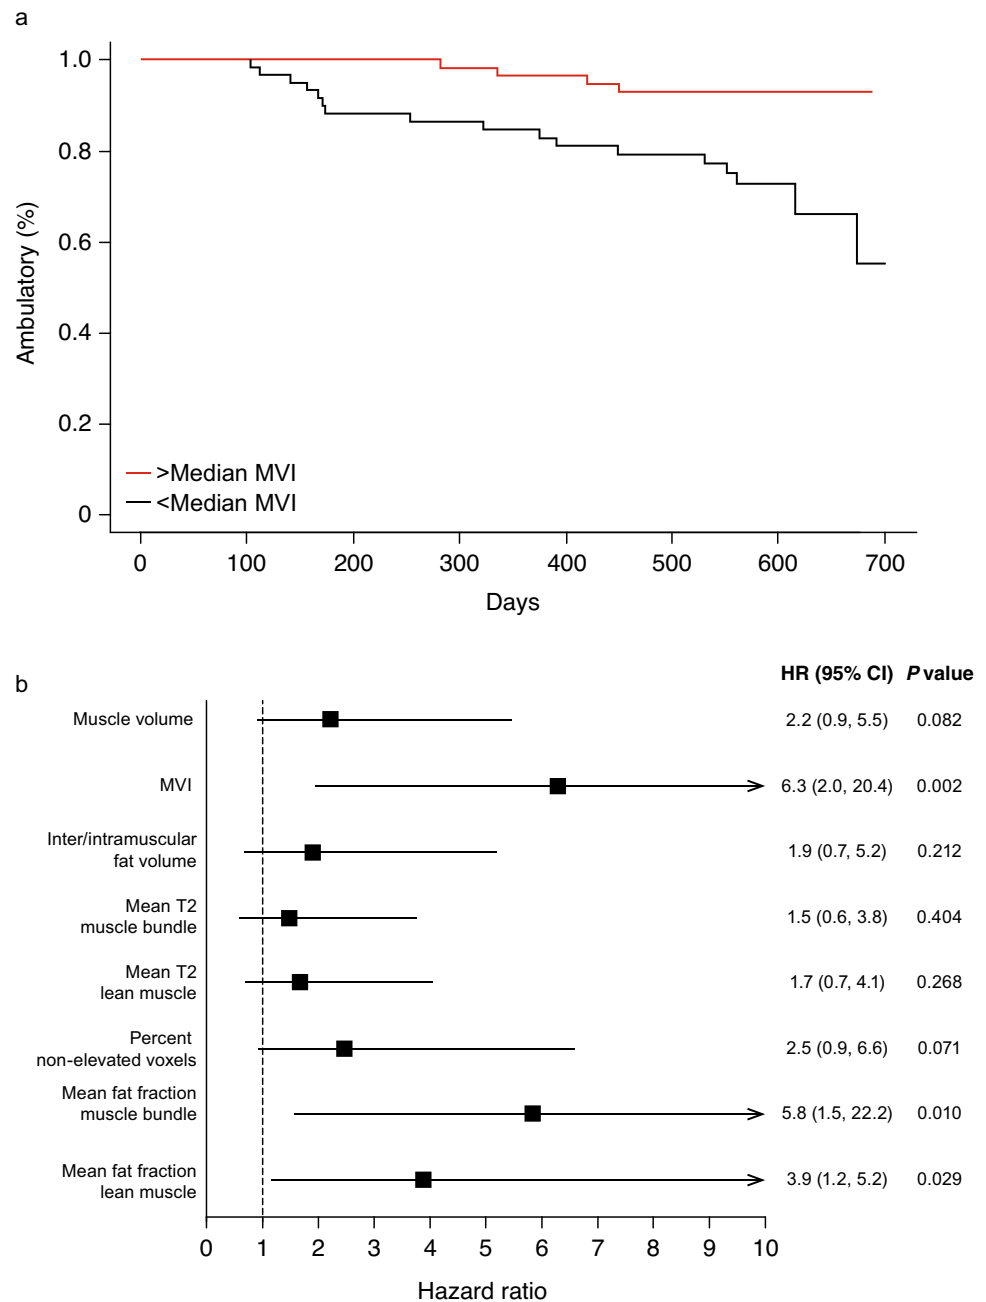 a
1.0
0.8
0.6
0.4
0.2
0
Ambulatory (%)
>Median MVI
<Median MVI
0 100 200 300 400 500 600 700
Days
b
HR (95% CI) P value
Muscle volume 2.2 (0.9, 5.5) 0.082
MVI 6.3 (2.0, 20.4) 0.002
Inter/intramuscular
fat volume 1.9 (0.7, 5.2) 0.212
Mean T2
muscle bundle 1.5 (0.6, 3.8) 0.404
Mean T2
lean muscle 1.7 (0.7, 4.1) 0.268
Percent
non-elevated voxels 2.5 (0.9, 6.6) 0.071
Mean fat fraction
muscle bundle 5.8 (1.5, 22.2) 0.010
Mean fat fraction
lean muscle 3.9 (1.2, 5.2) 0.029
0 1 2 3 4 5 6 7 8 9 10
Hazard ratio